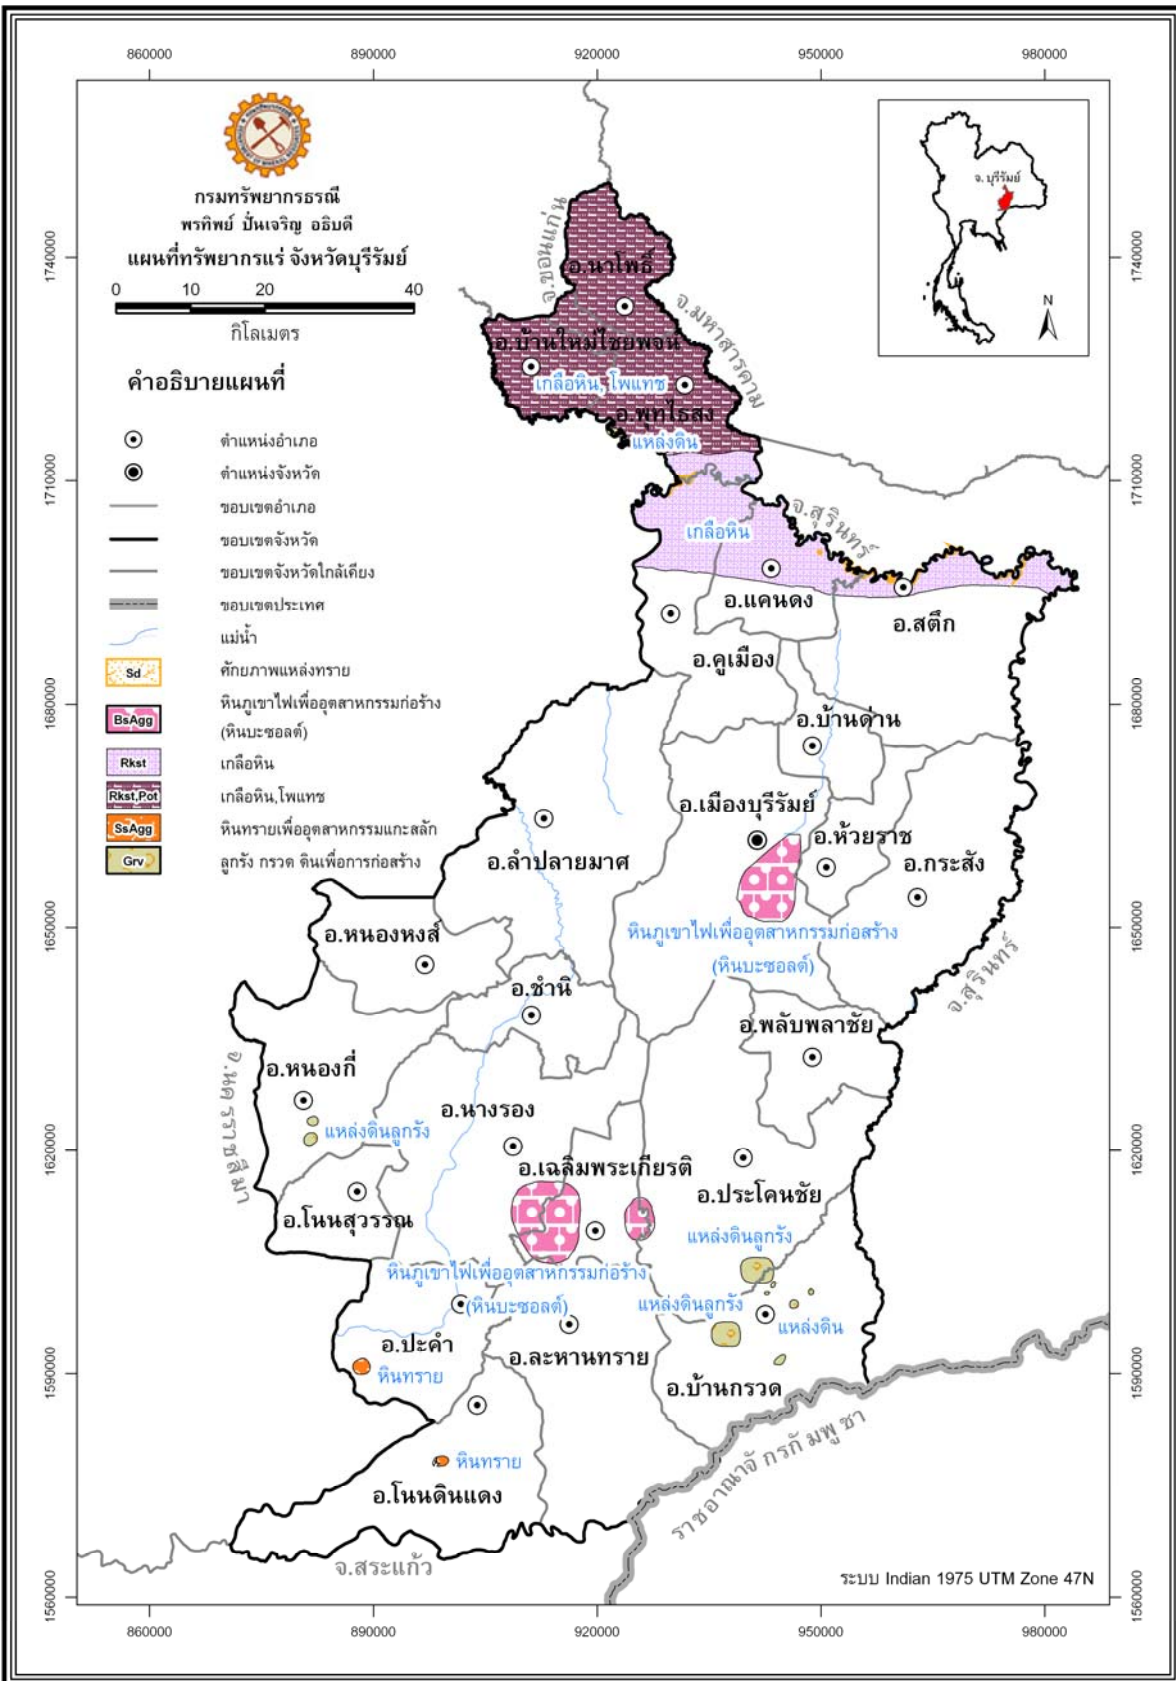 860000 890000 920000 950000 980000
กรมทรัพยากรธรณี
พรทิพย์ ปั่นเจริญ อธิบดี
แผนที่ทรัพยากรแร่ จังหวัดบุรีรัมย์
0 10 20 40
กิโลเมตร
คำอธิบายแผนที่
ตำแหน่งอำเภอ
ตำแหน่งจังหวัด
ขอบเขตอำเภอ
ขอบเขตจังหวัด
ขอบเขตจังหวัดใกล้เคียง
ขอบเขตประเทศ
แม่น้ำ
Sd ศักยภาพแหล่งทราย
BsAgg หินภูเขาไฟเพื่ออุตสาหกรรมก่อร้าง
(หินบะซอลต์)
Rkst เกลือหิน
Rkst,Pot เกลือหิน,โพแทช
SsAgg หินทรายเพื่ออุตสาหกรรมแกะสลัก
Grv ลูกรัง กรวด ดินเพื่อการก่อสร้าง
จ. บุรีรัมย์
N
1740000
1740000
1710000
1710000
1680000
1680000
1650000
1650000
1620000
1620000
1590000
1590000
1560000
1560000
จ.ขอนแก่น
อ.นาโพธิ์
จ.มหาสารคาม
อ.บ้านใหม่ไชยพจน์
เกลือหิน, โพแทช
อ.พุทไธสง
แหล่งดิน
จ.สุรินทร์
เกลือหิน
อ.แคนดง
อ.สตึก
อ.คูเมือง
อ.บ้านด่าน
อ.เมืองบุรีรัมย์
อ.ห้วยราช
อ.ลำปลายมาศ
อ.กระสัง
หินภูเขาไฟเพื่ออุตสาหกรรมก่อสร้าง
(หินบะซอลต์)
อ.หนองหงส์
จ.สุรินทร์
อ.ชำนิ
อ.พลับพลาชัย
อ.หนองกี่
จ.นครราชสีมา
แหล่งดินลูกรัง
อ.นางรอง
อ.เฉลิมพระเกียรติ
อ.ประโคนชัย
อ.โนนสุวรรณ
แหล่งดินลูกรัง
หินภูเขาไฟเพื่ออุตสาหกรรมก่อร้าง
(หินบะซอลต์)
แหล่งดินลูกรัง
แหล่งดิน
อ.ปะคำ
อ.ละหานทราย
หินทราย
อ.บ้านกรวด
หินทราย
อ.โนนดินแดง
ราชอาณาจักรกัมพูชา
จ.สระแก้ว
ระบบ Indian 1975 UTM Zone 47N
860000 890000 920000 950000 980000